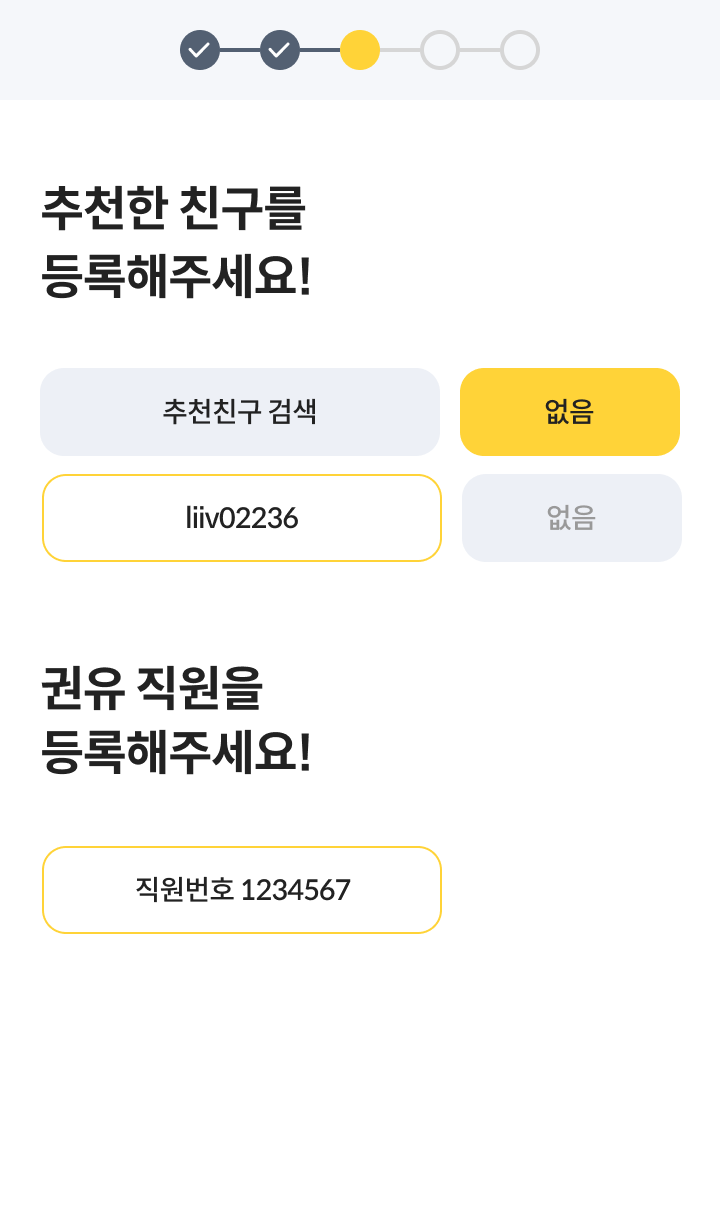 추천한 친구를
등록해주세요!
추천친구 검색 없음
liiv02236 없음
권유 직원을
등록해주세요!
직원번호 1234567